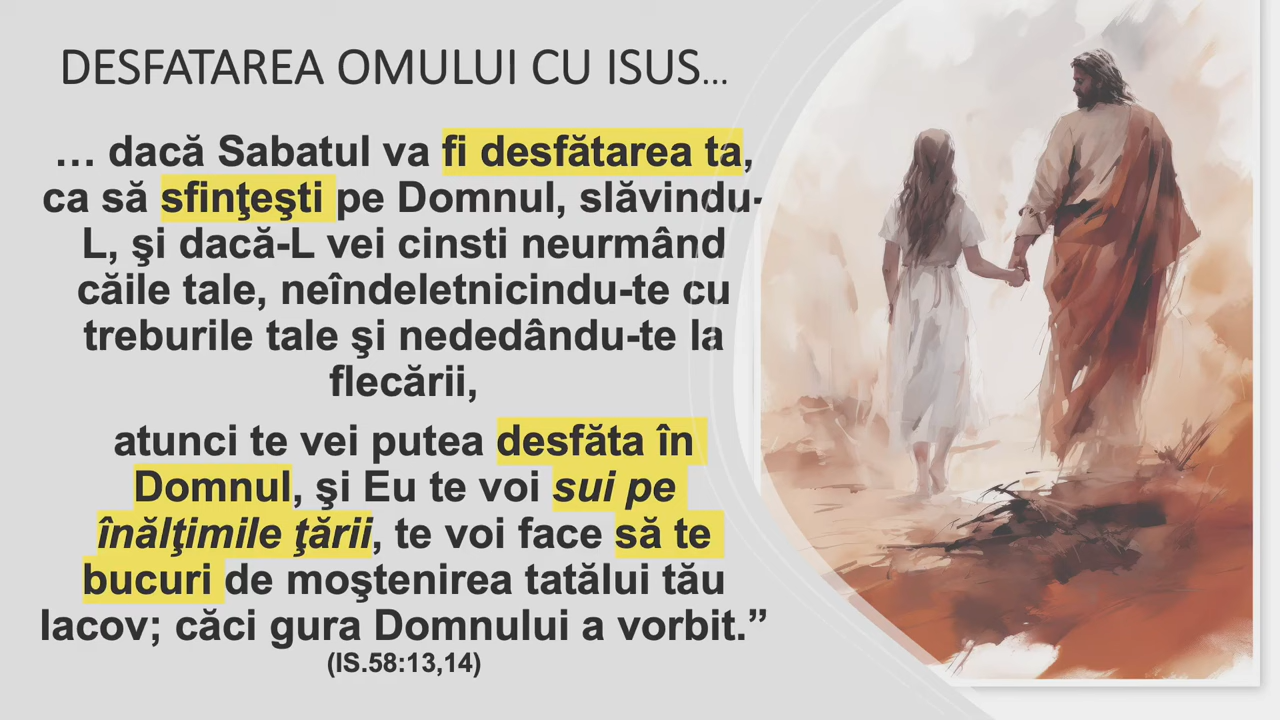 DESFATAREA OMULUI CU ISUS…
… dacă Sabatul va fi desfătarea ta,
ca să sfinţeşti pe Domnul, slăvindu-
L, şi dacă-L vei cinsti neurmând
căile tale, neîndeletnicindu-te cu
treburile tale şi nededându-te la
flecării,
atunci te vei putea desfăta în
Domnul, şi Eu te voi sui pe
înălţimile ţării, te voi face să te
bucuri de moştenirea tatălui tău
Iacov; căci gura Domnului a vorbit.”
(IS.58:13,14)